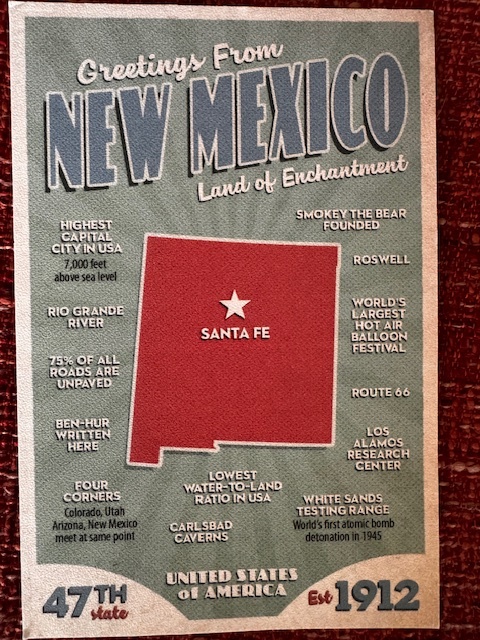 Greetings From
NEW MEXICO
Land of Enchantment
HIGHEST
CAPITAL
CITY IN USA
7,000 feet
above sea level
RIO GRANDE
RIVER
75% OF ALL
ROADS ARE
UNPAVED
BEN-HUR
WRITTEN
HERE
FOUR
CORNERS
Colorado, Utah
Arizona, New Mexico
meet at same point
SANTA FE
SMOKEY THE BEAR
FOUNDED
ROSWELL
WORLD'S
LARGEST
HOT AIR
BALLOON
FESTIVAL
ROUTE 66
LOS
ALAMOS
RESEARCH
CENTER
LOWEST
WATER-TO-LAND
RATIO IN USA
CARLSBAD
CAVERNS
WHITE SANDS
TESTING RANGE
World's first atomic bomb
detonation in 1945
47TH
state
UNITED STATES
of AMERICA
Est 1912